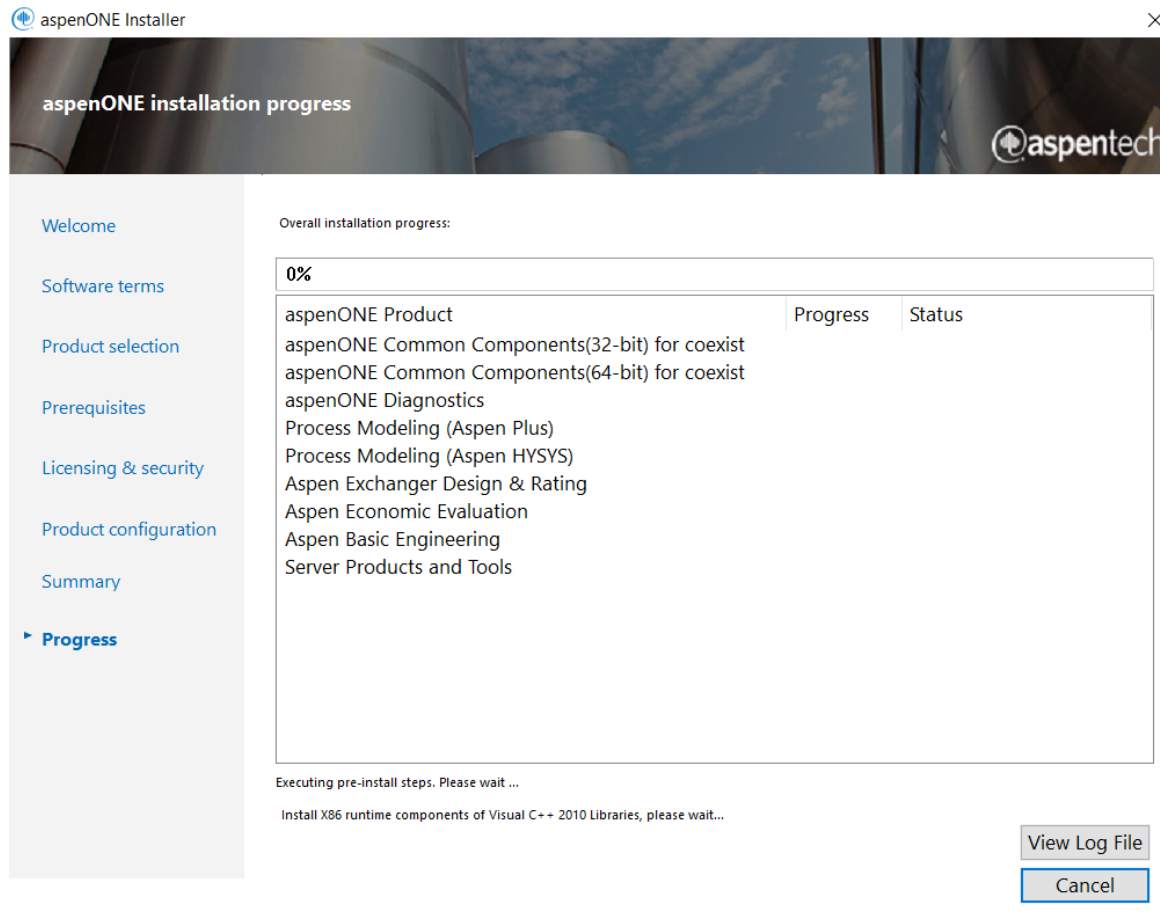 aspenONE Installer
aspenONE installation progress
aspentech
Welcome
Software terms
Product selection
Prerequisites
Licensing & security
Product configuration
Summary
Progress
Overall installation progress:
0%
aspenONE Product Progress Status
aspenONE Common Components(32-bit) for coexist
aspenONE Common Components(64-bit) for coexist
aspenONE Diagnostics
Process Modeling (Aspen Plus)
Process Modeling (Aspen HYSYS)
Aspen Exchanger Design & Rating
Aspen Economic Evaluation
Aspen Basic Engineering
Server Products and Tools
Executing pre-install steps. Please wait ...
Install X86 runtime components of Visual C++ 2010 Libraries, please wait...
View Log File
Cancel